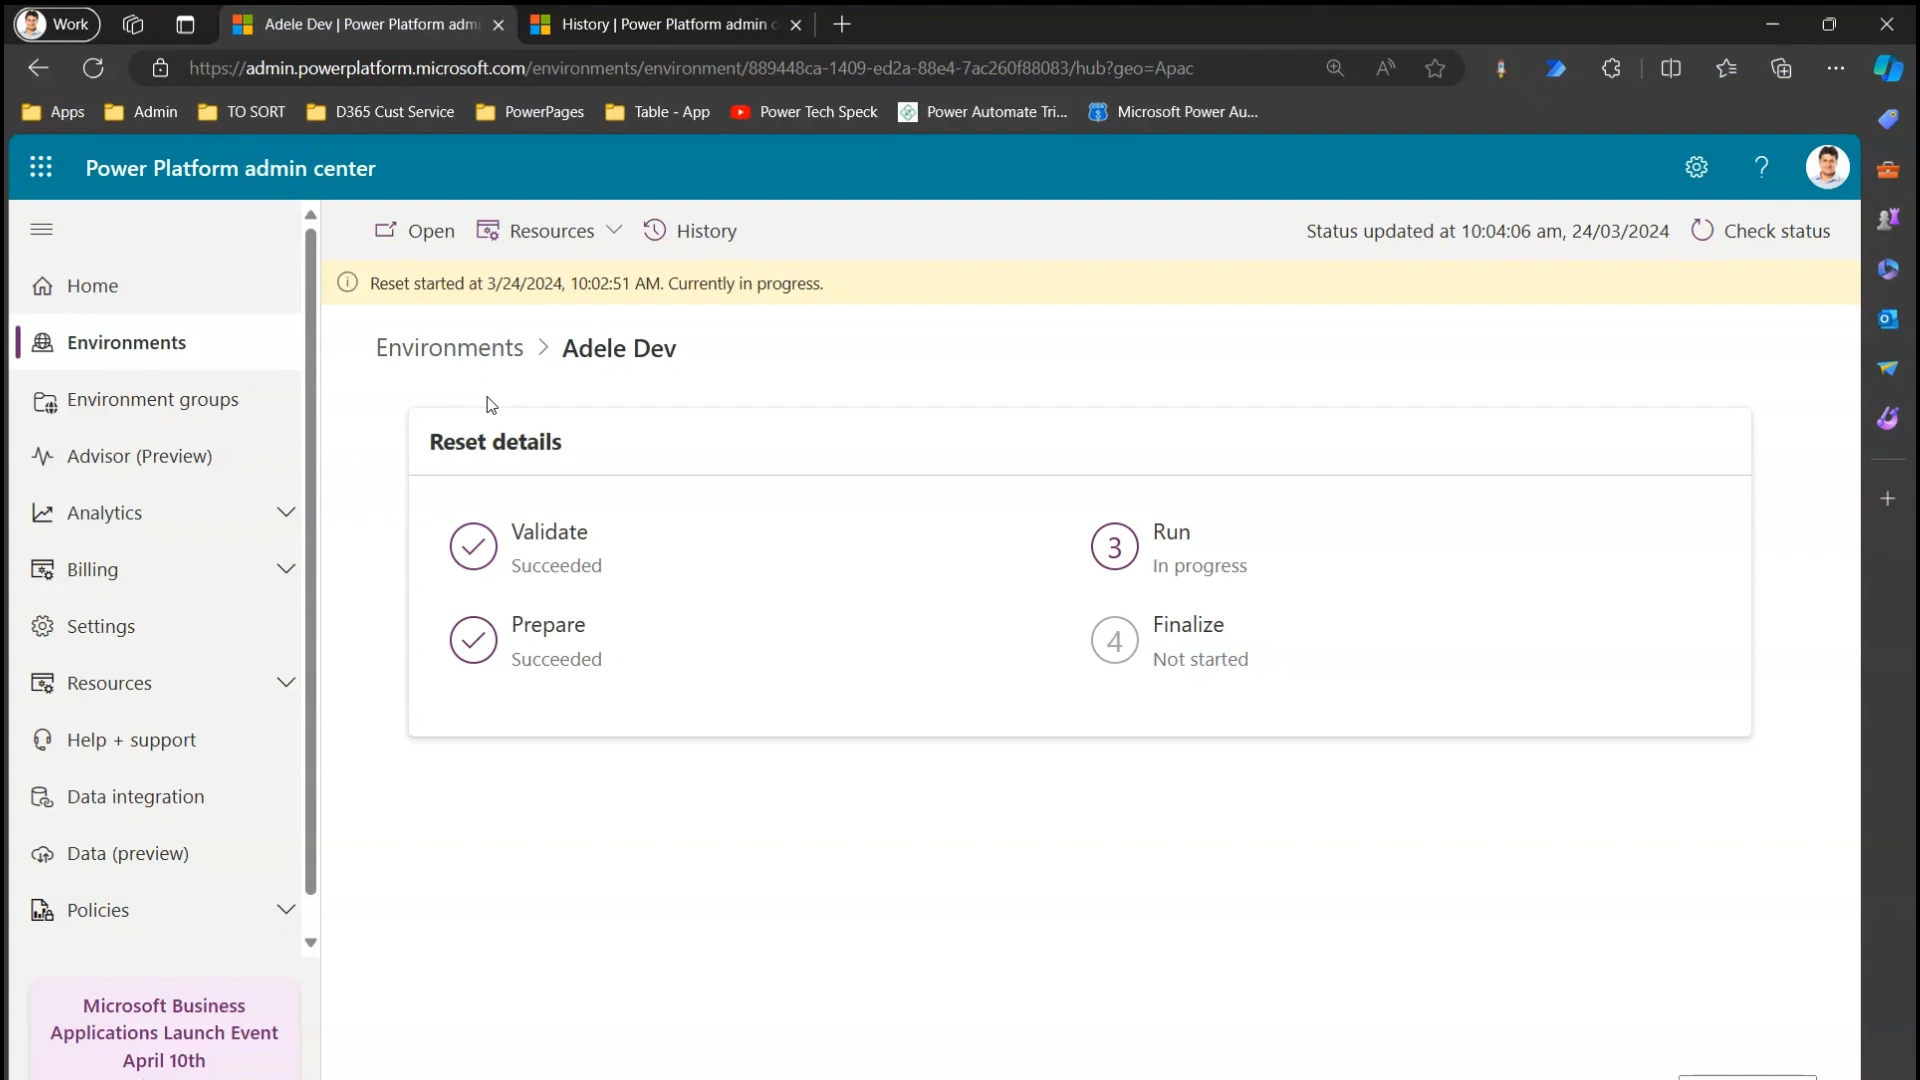 Work
Adele Dev | Power Platform adm
History | Power Platform admin c
https://admin.powerplatform.microsoft.com/environments/environment/889448ca-1409-ed2a-88e4-7ac260f88083/hub?geo=Apac
Apps
Admin
TO SORT
D365 Cust Service
PowerPages
Table - App
Power Tech Speck
Power Automate Tri...
Microsoft Power Au...
Power Platform admin center
Open
Resources
History
Status updated at 10:04:06 am, 24/03/2024
Check status
Reset started at 3/24/2024, 10:02:51 AM. Currently in progress.
Home
Environments
Environment groups
Advisor (Preview)
Analytics
Billing
Settings
Resources
Help + support
Data integration
Data (preview)
Policies
Microsoft Business
Applications Launch Event
April 10th
Environments > Adele Dev
Reset details
Validate
Succeeded
Prepare
Succeeded
3
Run
In progress
4
Finalize
Not started